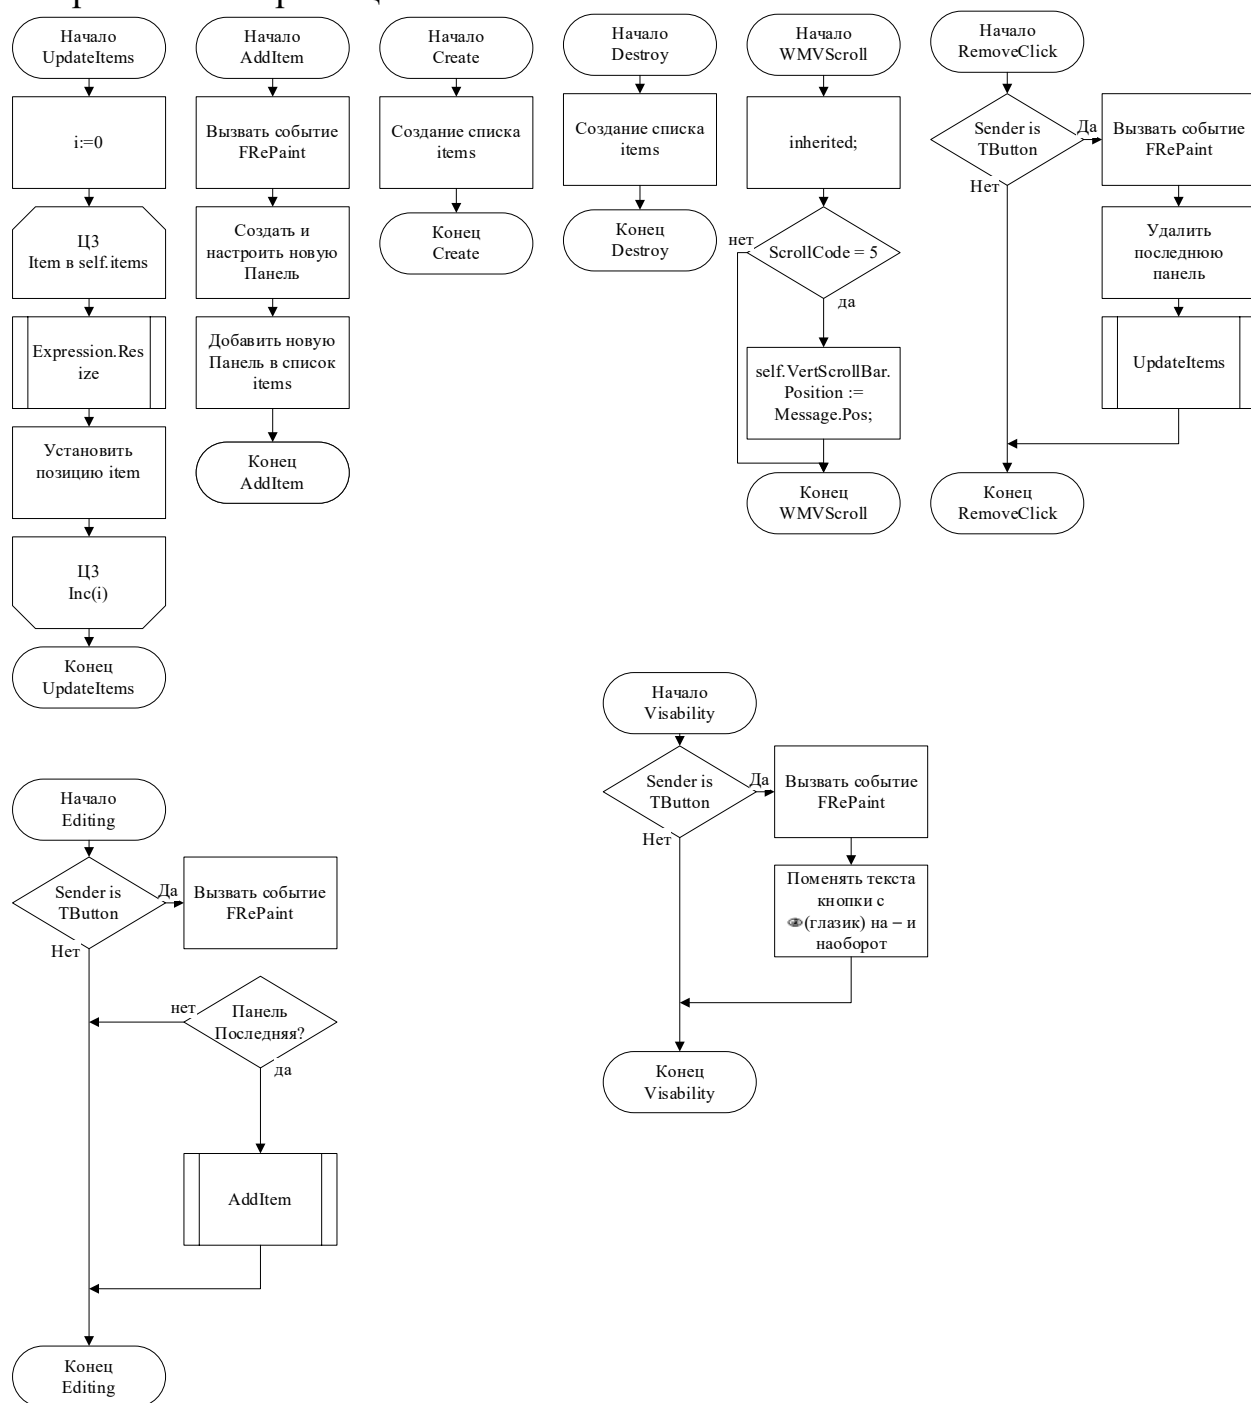 Начало
UpdateItems
i:=0
ЦЗ
Item в self.items
Expression.Res
ize
Установить
позицию item
ЦЗ
Inc(i)
Конец
UpdateItems
Начало
AddItem
Вызвать событие
FRePaint
Создать и
настроить новую
Панель
Добавить новую
Панель в список
items
Конец
AddItem
Начало
Create
Создание списка
items
Конец
Create
Начало
Destroy
Создание списка
items
Конец
Destroy
Начало
WMVScroll
inherited;
нет
ScrollCode = 5
да
self.VertScrollBar.
Position :=
Message.Pos;
Конец
WMVScroll
Начало
RemoveClick
Sender is
TButton
Да
Нет
Вызвать событие
FRePaint
Удалить
последнюю
панель
UpdateItems
Конец
RemoveClick
Начало
Visability
Sender is
TButton
Да
Нет
Вызвать событие
FRePaint
Поменять текста
кнопки с
👁(глазик) на – и
наоборот
Конец
Visability
Начало
Editing
Sender is
TButton
Да
Нет
Вызвать событие
FRePaint
нет
Панель
Последняя?
да
AddItem
Конец
Editing